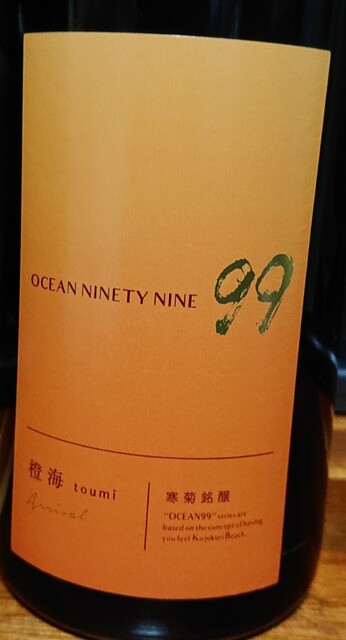 OCEAN NINETY NINE 99
橙海 toumi
Arrival
寒菊銘醸
"OCEAN99" series are
based on the concept of having
you feel Kujukuri Beach.